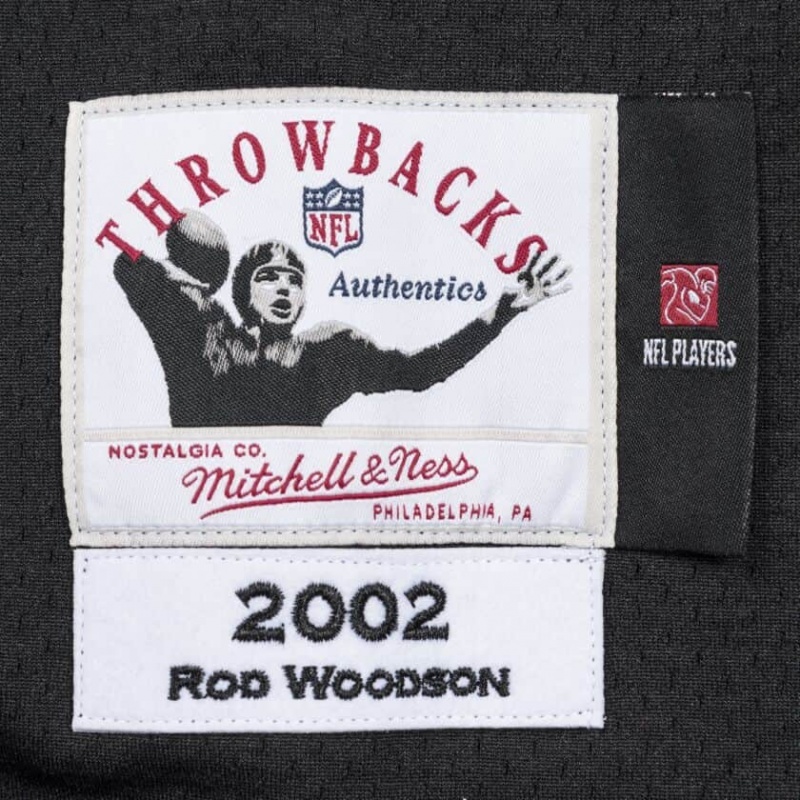 THROWBACKS
NFL
Authentics
NFL PLAYERS
NOSTALGIA CO.
Mitchell & Ness
PHILADELPHIA, PA
2002
ROD WOODSON